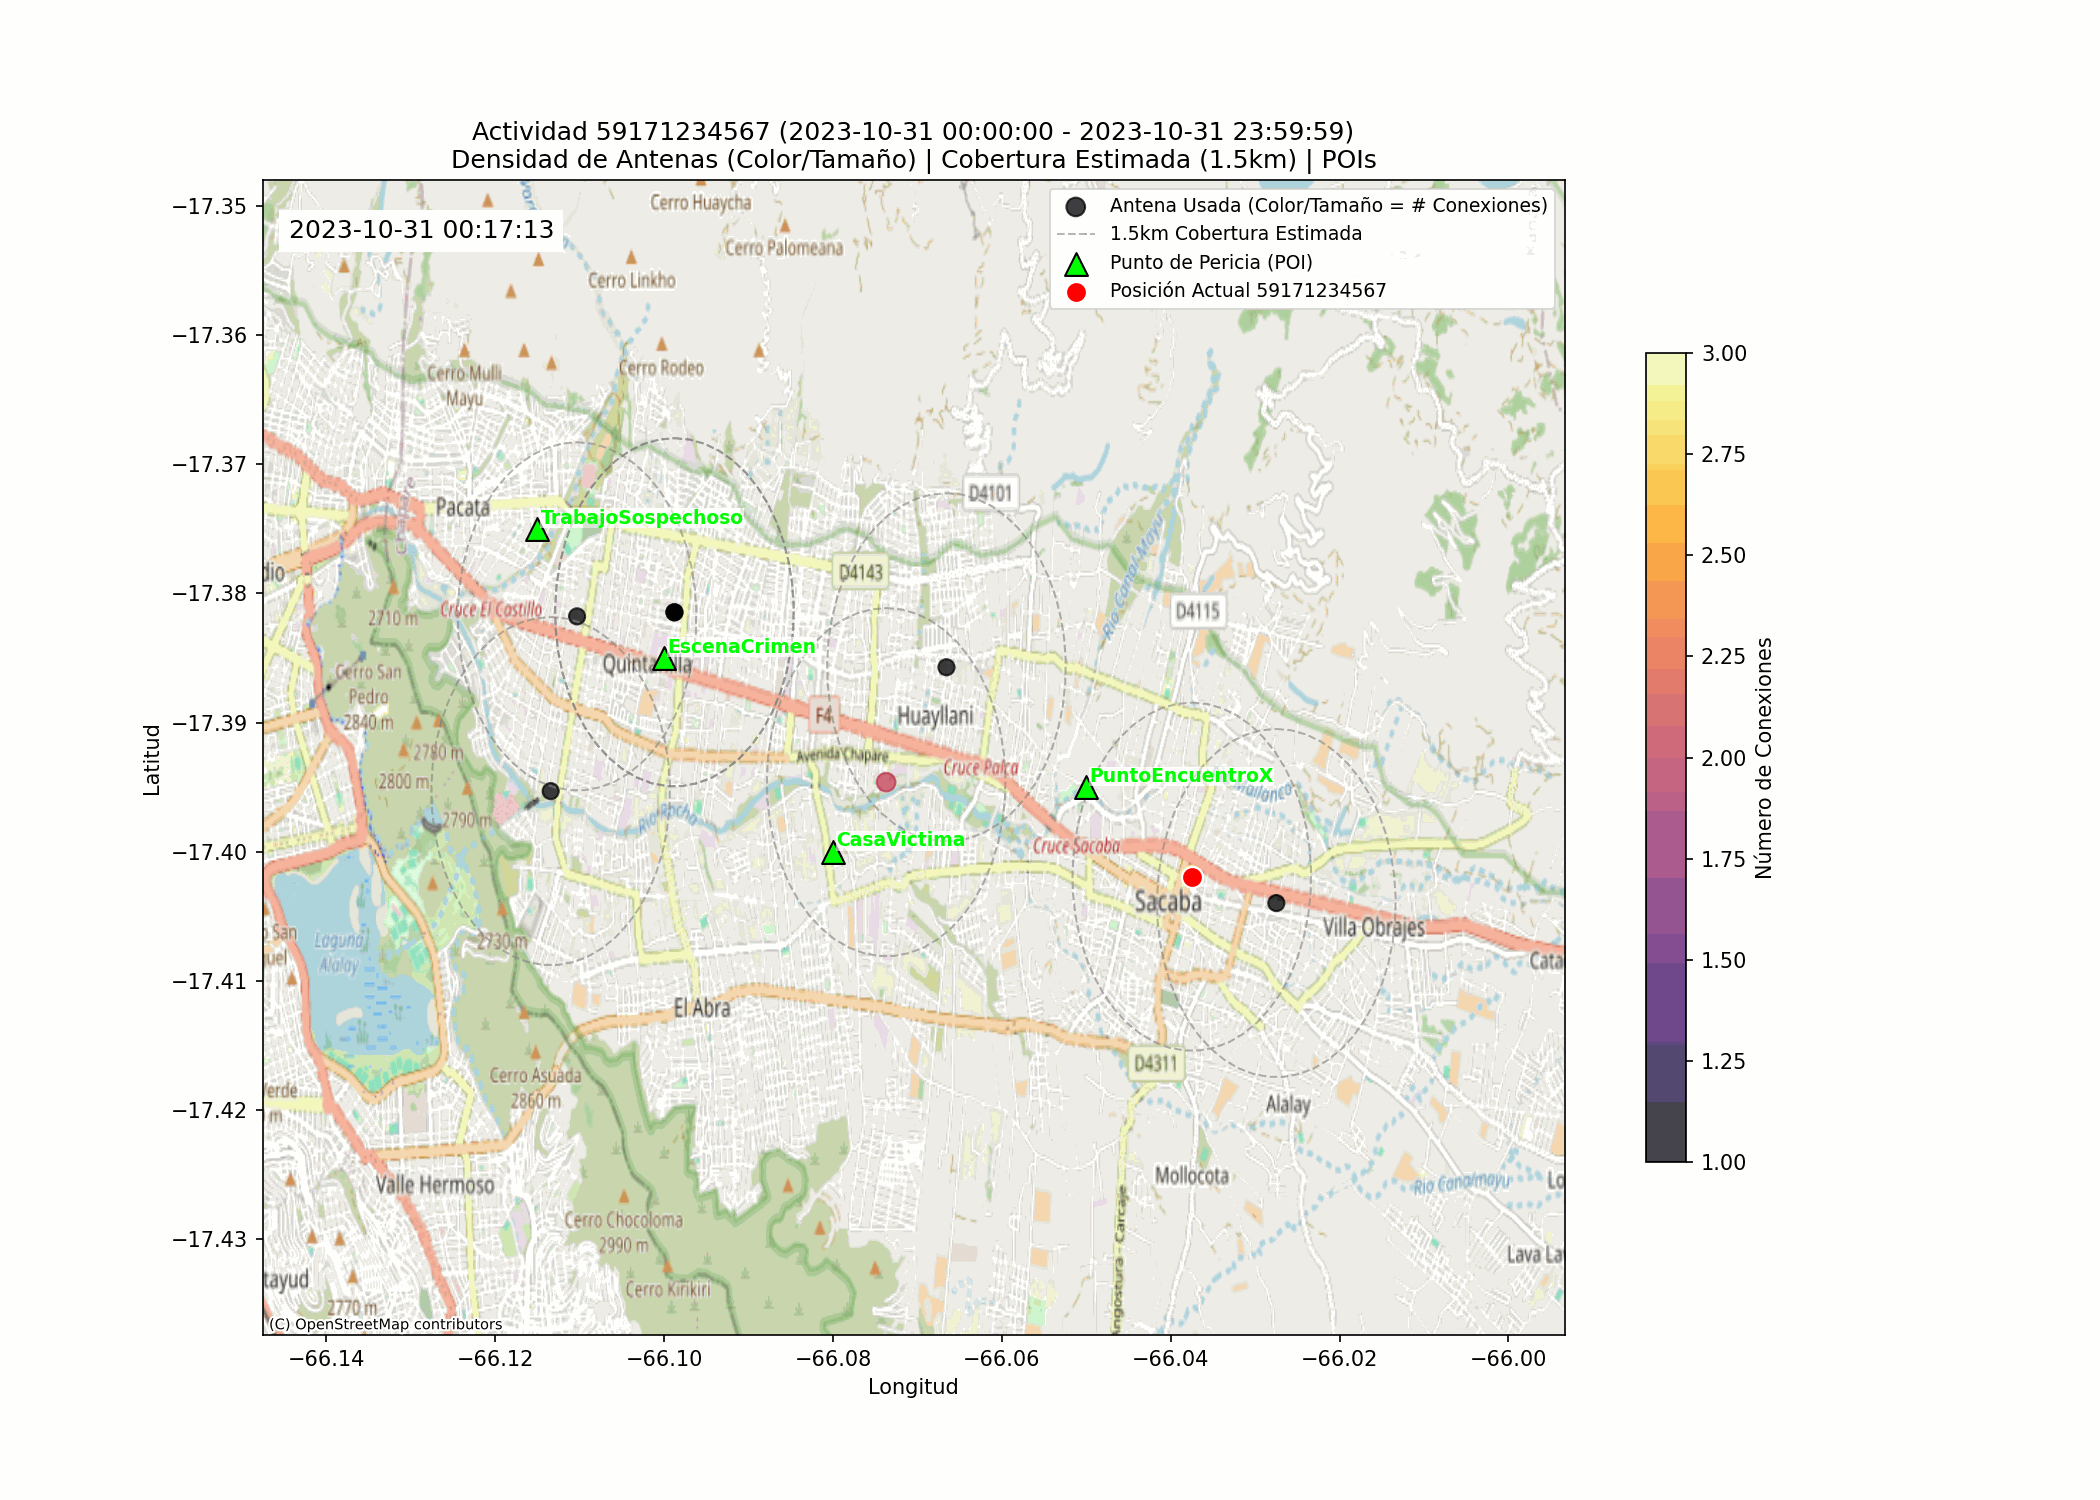 Actividad 59171234567 (2023-10-31 00:00:00 - 2023-10-31 23:59:59)
Densidad de Antenas (Color/Tamaño) | Cobertura Estimada (1.5km) | POIs
2023-10-31 00:17:13
Antena Usada (Color/Tamaño = # Conexiones)
1.5km Cobertura Estimada
Punto de Pericia (POI)
Posición Actual 59171234567
Cerro Huaycha
Cerro Palomeana
Cerro Linkho
Cerro Rodeo
Cerro Mulli
Mayu
Pacata
D4101
TrabajoSospechoso
D4143
Río Canal Mayu
D4115
Cruce El Castillo
2710 m
EscenaCrimen
Cerro San
Pedro
2840 m
F4
Huayllani
2780 m
2800 m
2790 m
Avenida Chapare
Cruce Palca
PuntoEncuentroX
Río Rocha
CasaVictima
Cruce Sacaba
Sacaba
Villa Obrajes
2730 m
Laguna
Alalay
El Abra
D4311
Cerro Asuada
2860 m
Alalay
Valle Hermoso
Mollocota
Río Canalmayu
Cerro Chocoloma
2990 m
Cerro Kirikiri
Angostura - Carcaje
2770 m
(C) OpenStreetMap contributors
−17.35
−17.36
−17.37
−17.38
−17.39
−17.40
−17.41
−17.42
−17.43
Latitud
−66.14
−66.12
−66.10
−66.08
−66.06
−66.04
−66.02
−66.00
Longitud
3.00
2.75
2.50
2.25
2.00
1.75
1.50
1.25
1.00
Número de Conexiones